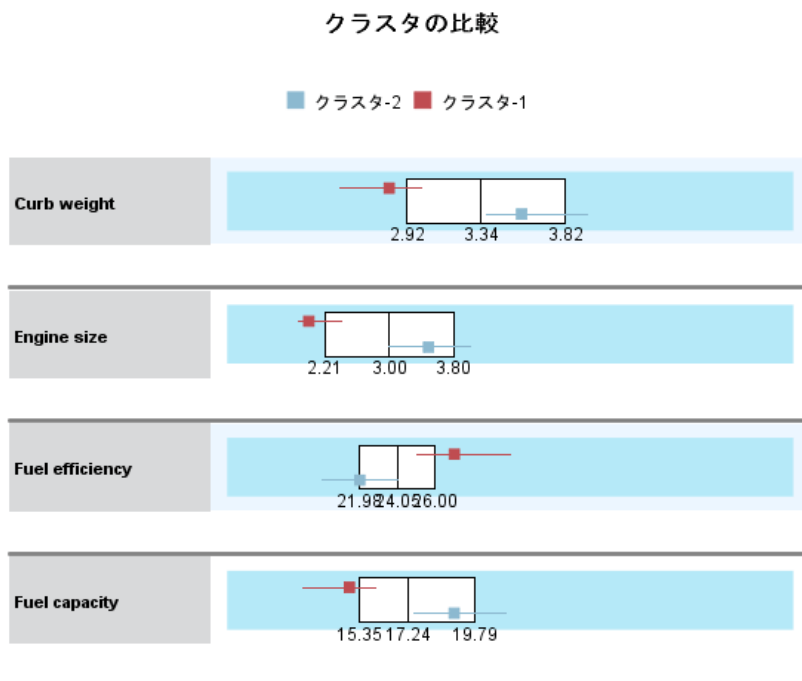 クラスタの比較
クラスタ-2 クラスタ-1
Curb weight
2.92 3.34 3.82
Engine size
2.21 3.00 3.80
Fuel efficiency
21.98 24.05 26.00
Fuel capacity
15.35 17.24 19.79